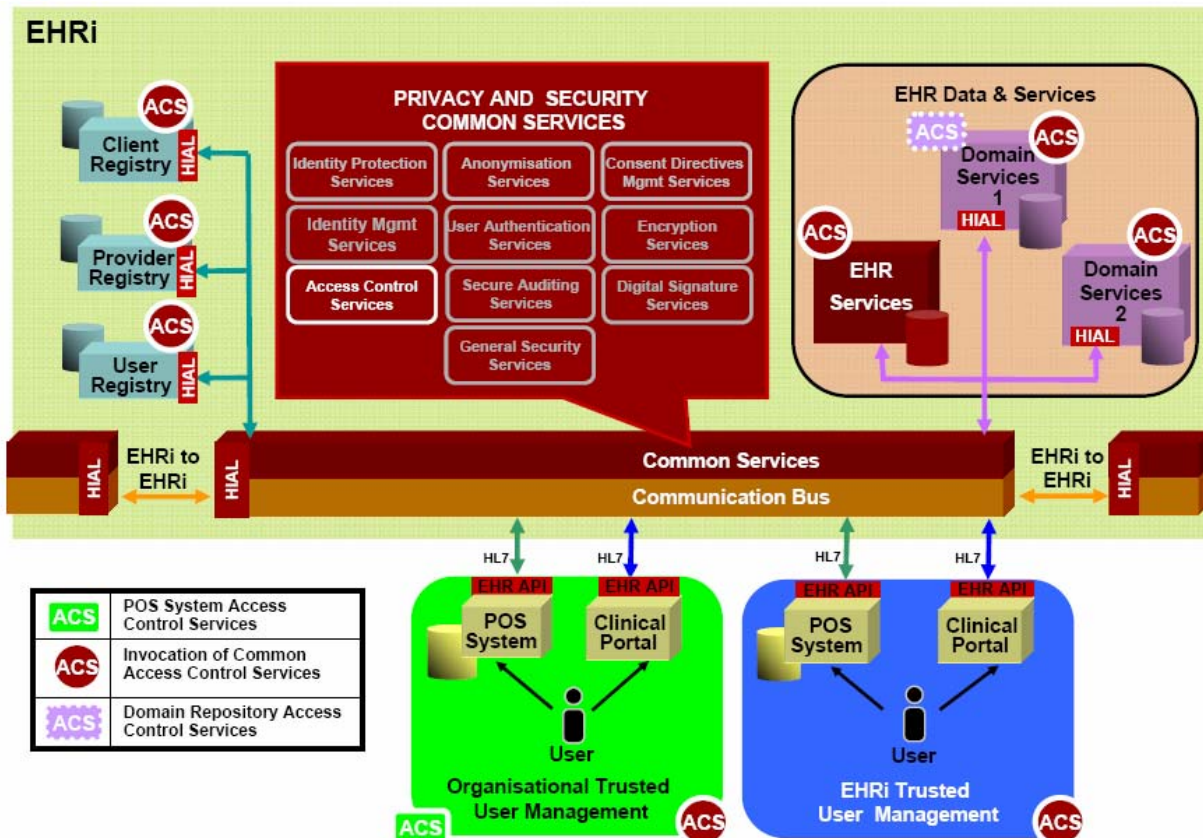 EHRi
ACS
Client
Registry
HIAL
ACS
Provider
Registry
HIAL
ACS
User
Registry
HIAL
PRIVACY AND SECURITY
COMMON SERVICES
Identity Protection
Services
Anonymisation
Services
Consent Directives
Mgmt Services
Identity Mgmt
Services
User Authentication
Services
Encryption
Services
Access Control
Services
Secure Auditing
Services
Digital Signature
Services
General Security
Services
EHR Data & Services
ACS
ACS
Domain
Services
1
HIAL
ACS
EHR
Services
ACS
Domain
Services
2
HIAL
HIAL
EHRi to
EHRi
HIAL
Common Services
Communication Bus
EHRi to
EHRi
HIAL
HL7
HL7
HL7
HL7
EHR API
POS
System
EHR API
Clinical
Portal
User
Organisational Trusted
User Management
ACS
ACS
EHR API
POS
System
EHR API
Clinical
Portal
User
EHRi Trusted
User Management
ACS
ACS
POS System Access
Control Services
ACS
Invocation of Common
Access Control Services
ACS
Domain Repository Access
Control Services